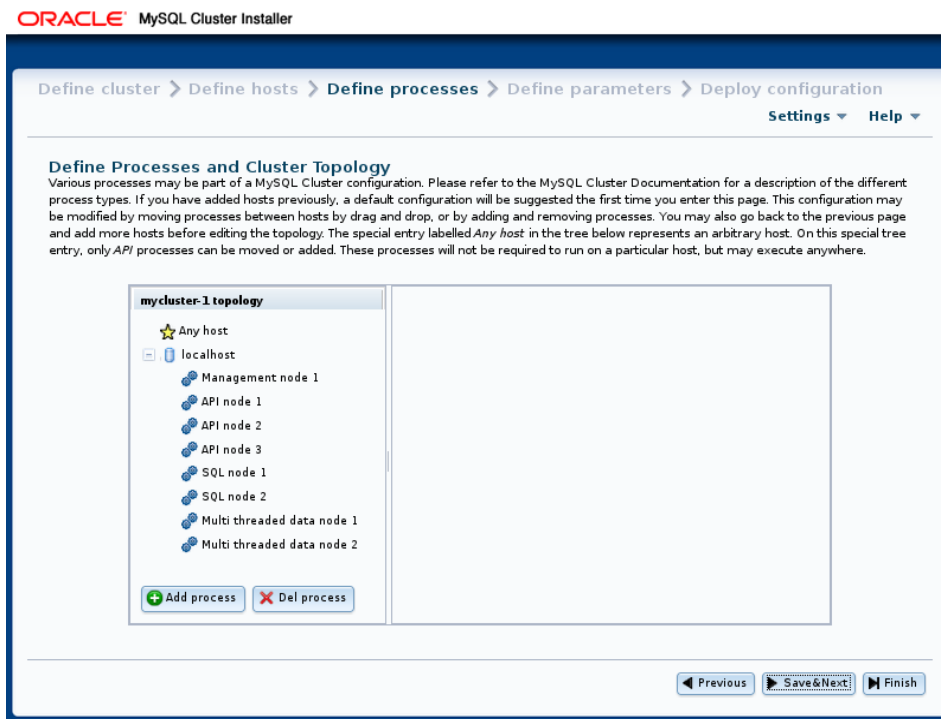 ORACLE® MySQL Cluster Installer
Define cluster > Define hosts > Define processes > Define parameters > Deploy configuration
Settings Help
Define Processes and Cluster Topology
Various processes may be part of a MySQL Cluster configuration. Please refer to the MySQL Cluster Documentation for a description of the different
process types. If you have added hosts previously, a default configuration will be suggested the first time you enter this page. This configuration may
be modified by moving processes between hosts by drag and drop, or by adding and removing processes. You may also go back to the previous page
and add more hosts before editing the topology. The special entry labelled Any host in the tree below represents an arbitrary host. On this special tree
entry, only API processes can be moved or added. These processes will not be required to run on a particular host, but may execute anywhere.
mycluster-1 topology
Any host
localhost
Management node 1
API node 1
API node 2
API node 3
SQL node 1
SQL node 2
Multi threaded data node 1
Multi threaded data node 2
Add process Del process
Previous Save&Next Finish